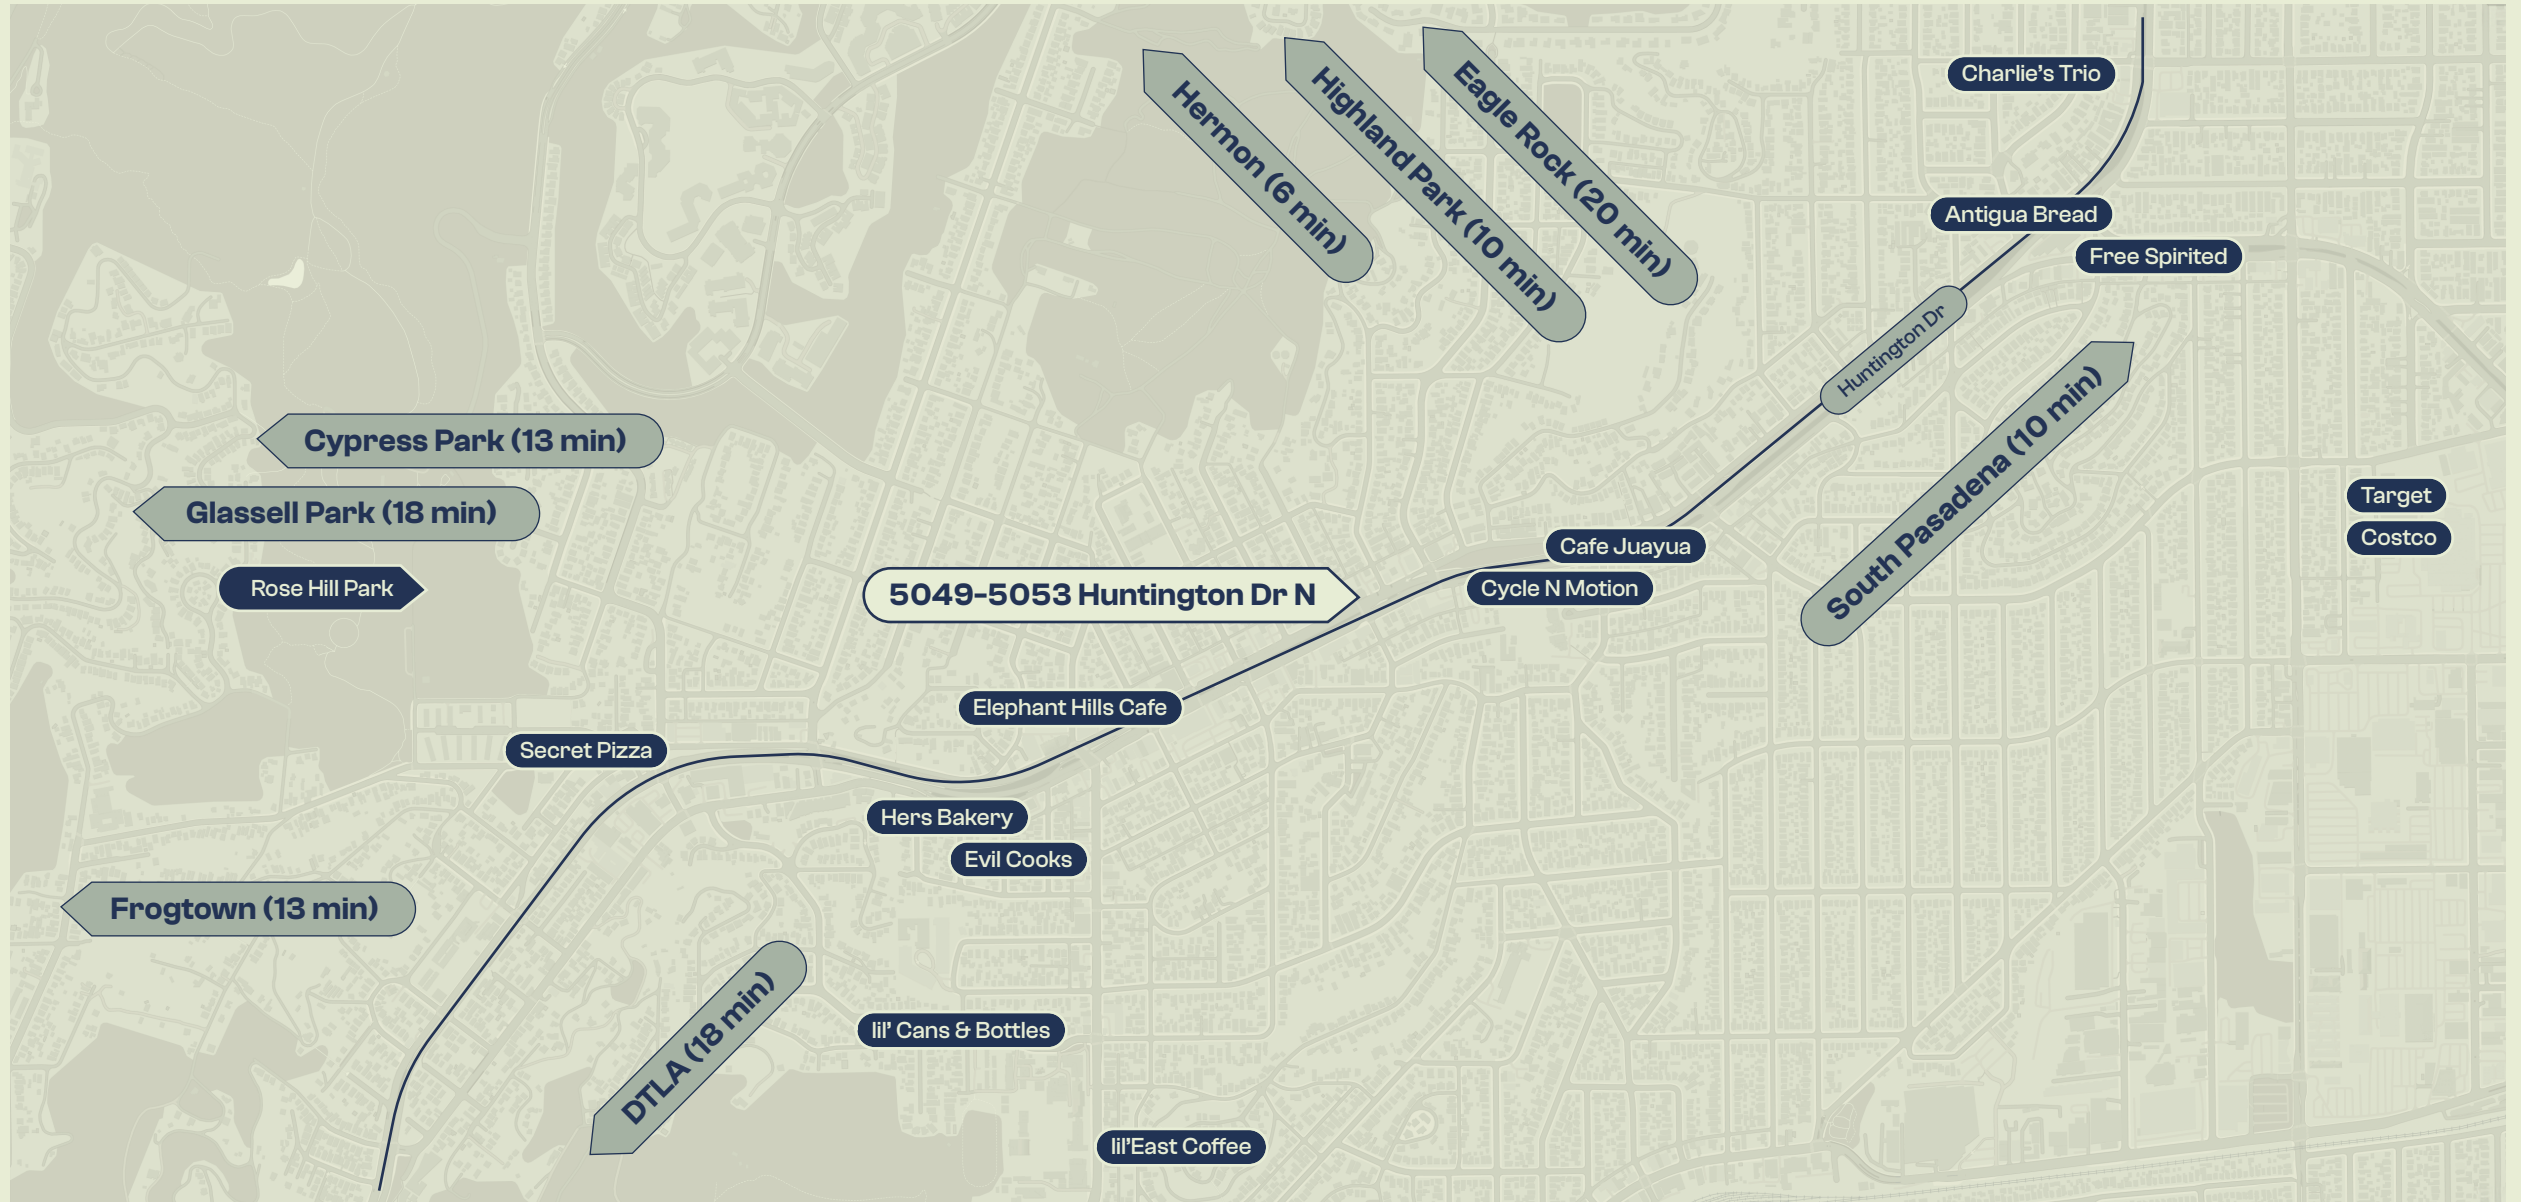 Charlie's Trio
Hermon (6 min)
Highland Park (10 min)
Eagle Rock (20 min)
Antigua Bread
Free Spirited
Huntington Dr
South Pasadena (10 min)
Cypress Park (13 min)
Glassell Park (18 min)
Target
Costco
Rose Hill Park
5049-5053 Huntington Dr N
Cafe Juayua
Cycle N Motion
Elephant Hills Cafe
Secret Pizza
Hers Bakery
Evil Cooks
Frogtown (13 min)
DTLA (18 min)
lil' Cans & Bottles
lil'East Coffee